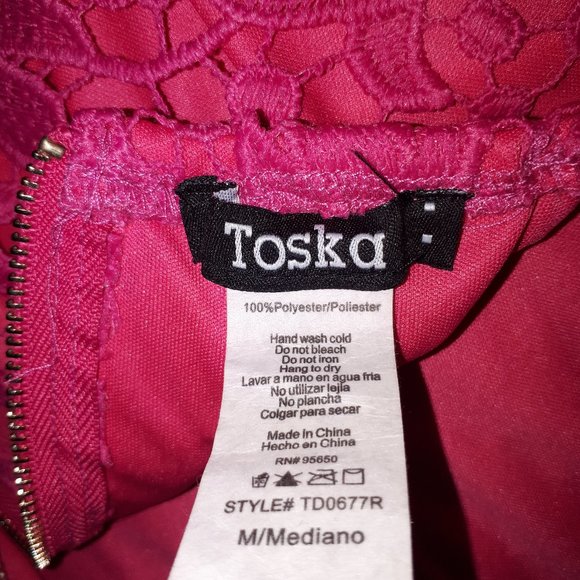 Toska
100%Polyester/Poliester
Hand wash cold
Do not bleach
Do not iron
Hang to dry
Lavar a mano en agua fria
No utilizar lejia
No plancha
Colgar para secar
Made in China
Hecho en China
RN# 95650
STYLE# TD0677R
M/Mediano